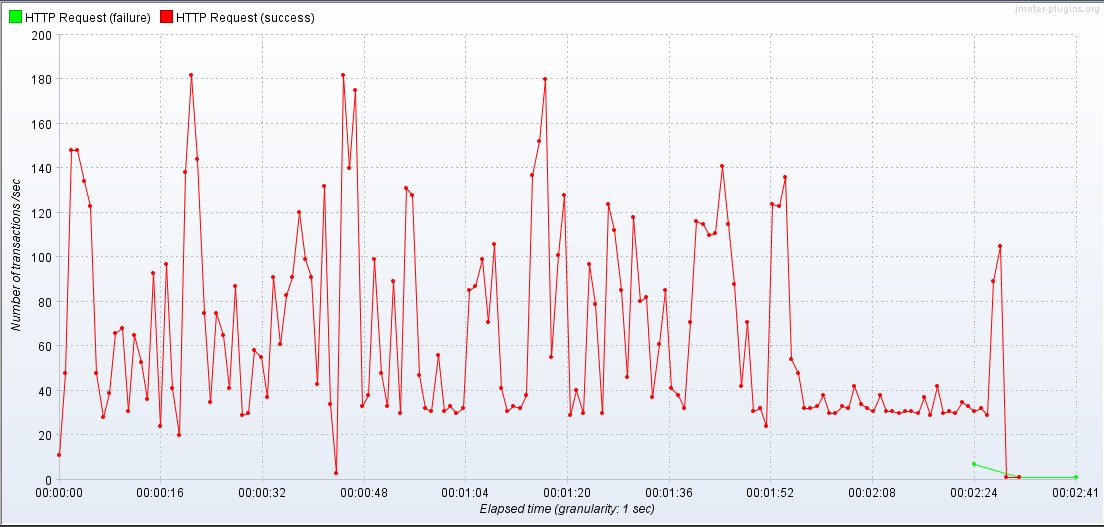 jmeter-plugins.org
HTTP Request (failure) HTTP Request (success)
200
180
160
140
120
100
80
60
40
20
0
Number of transactions /sec
00:00:00 00:00:16 00:00:32 00:00:48 00:01:04 00:01:20 00:01:36 00:01:52 00:02:08 00:02:24 00:02:41
Elapsed time (granularity: 1 sec)